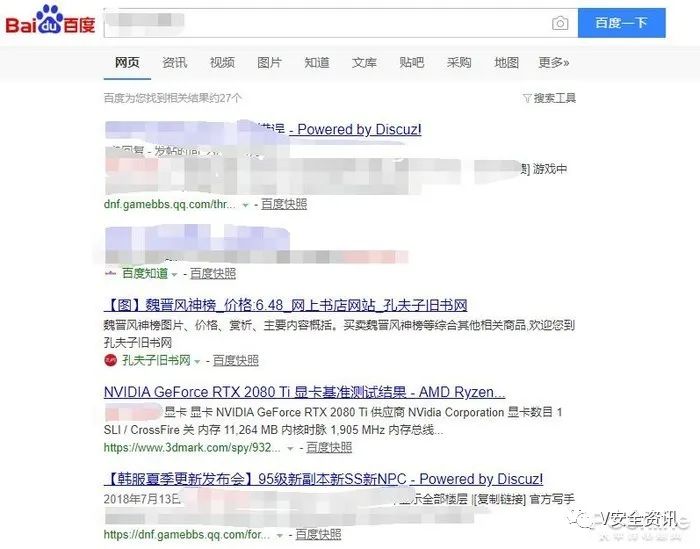 Bai du 百度
百度一下
网页 资讯 视频 图片 知道 文库 贴吧 采购 地图 更多»
百度为您找到相关结果约27个
搜索工具
错误 - Powered by Discuz!
回复 - 发帖的时
] 游戏中
dnf.gamebbs.qq.com/thr... - 百度快照
百度知道 - 百度快照
【图】魏晋风神榜_价格:6.48_网上书店网站_孔夫子旧书网
魏晋风神榜图片、价格、赏析、主要内容概括。买卖魏晋风神榜等综合其他相关商品,欢迎您到
孔夫子旧书网
孔夫子旧书网 - 百度快照
NVIDIA GeForce RTX 2080 Ti 显卡基准测试结果 - AMD Ryzen...
显卡 显卡 NVIDIA GeForce RTX 2080 Ti 供应商 NVidia Corporation 显卡数目 1
SLI / CrossFire 关 内存 11,264 MB 内核时脉 1,905 MHz 内存总线...
https://www.3dmark.com/spy/932... - 百度快照
【韩服夏季更新发布会】95级新副本新SS新NPC - Powered by Discuz!
2018年7月13日
显示全部楼层 |[复制链接] 官方写手
https://dnf.gamebbs.qq.com/for... - 百度快照
V安全资讯